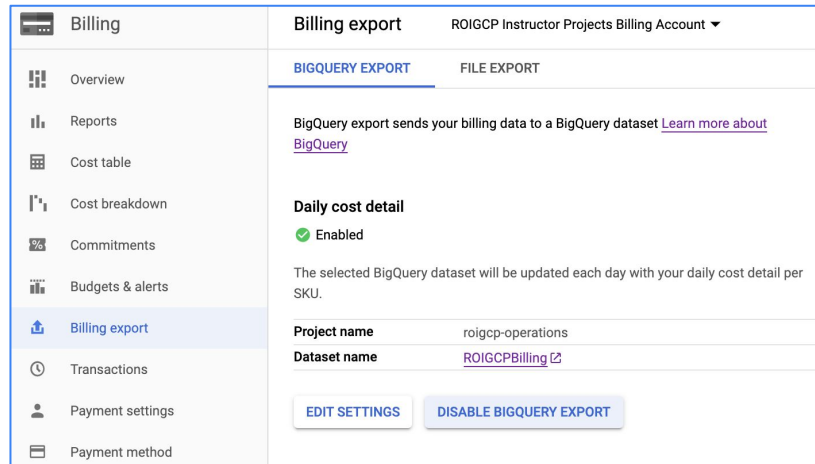 Billing
Billing export
ROIGCP Instructor Projects Billing Account
Overview
Reports
Cost table
Cost breakdown
Commitments
Budgets & alerts
Billing export
Transactions
Payment settings
Payment method
BIGQUERY EXPORT
FILE EXPORT
BigQuery export sends your billing data to a BigQuery dataset Learn more about
BigQuery
Daily cost detail
Enabled
The selected BigQuery dataset will be updated each day with your daily cost detail per
SKU.
Project name roigcp-operations
Dataset name ROIGCPBilling
EDIT SETTINGS
DISABLE BIGQUERY EXPORT